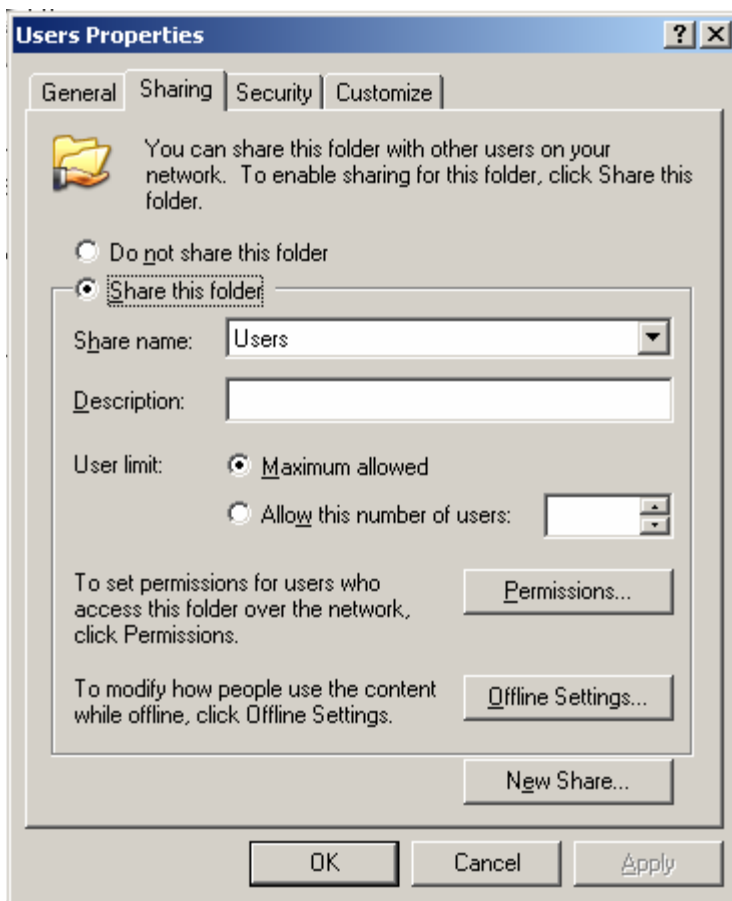 Users Properties
General Sharing Security Customize
You can share this folder with other users on your
network. To enable sharing for this folder, click Share this
folder.
Do not share this folder
Share this folder
Share name: Users
Description:
User limit: Maximum allowed
Allow this number of users:
To set permissions for users who
access this folder over the network,
click Permissions.
Permissions...
To modify how people use the content
while offline, click Offline Settings.
Offline Settings...
New Share...
OK Cancel Apply